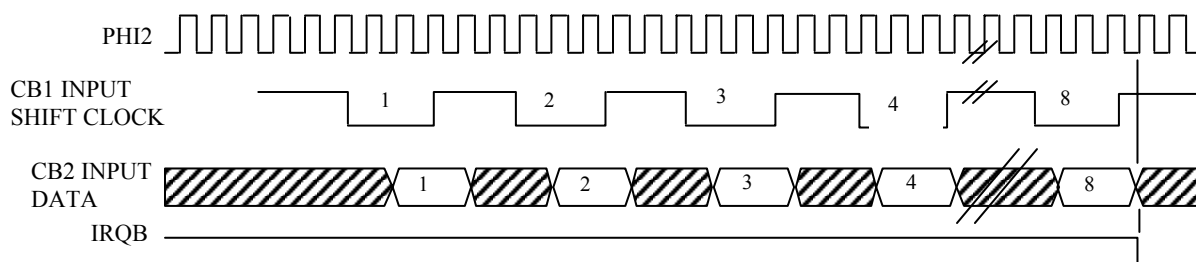 PHI2
CB1 INPUT
SHIFT CLOCK
1 2 3 4 8
CB2 INPUT
DATA
1 2 3 4 8
IRQB